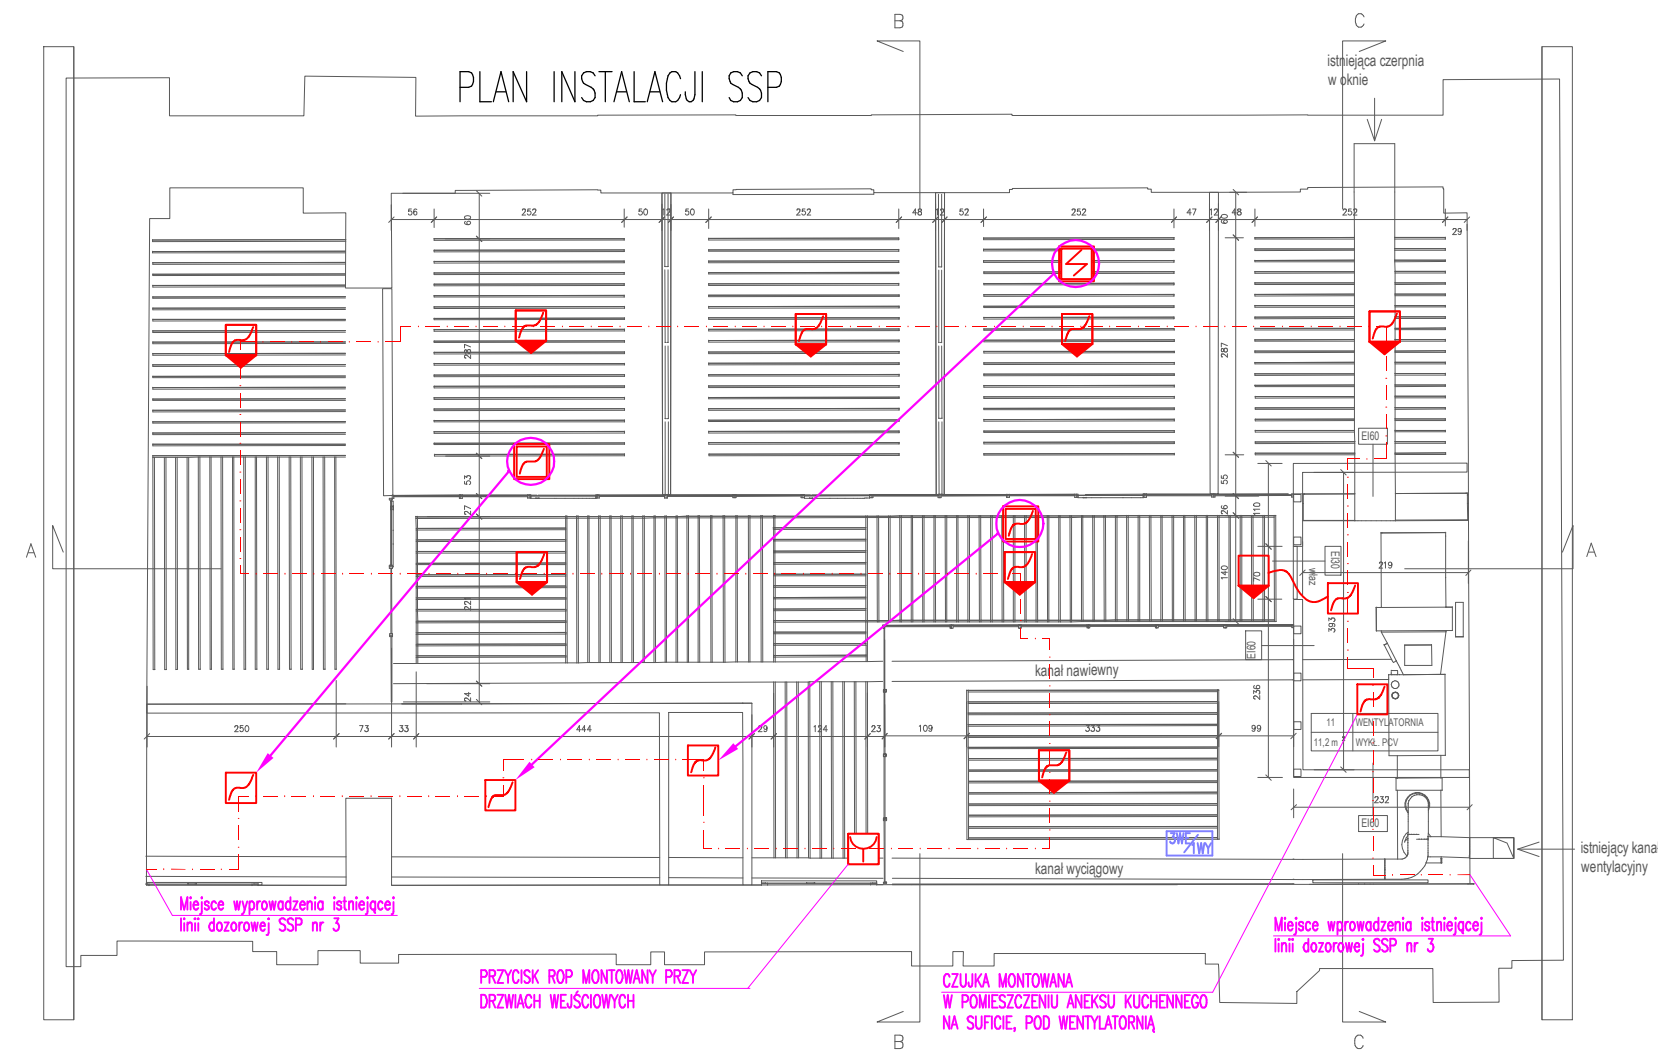 B
C
istniejąca czerpnia
w oknie
PLAN INSTALACJI SSP
56
252
50
12
50
252
48
12
52
252
47
12
48
252
29
60
60
287
287
EI60
53
55
27
26
110
A
A
EI30
właz
70
219
140
22
393
EI60
kanał nawiewny
24
236
11
WENTYLATORNIA
11,2 m
WYKŁ. PCV
250
73
33
444
29
124
23
109
333
99
232
EI60
3WE/1WY
istniejący kanał
wentylacyjny
kanał wyciągowy
Miejsce wyprowadzenia istniejącej
linii dozorowej SSP nr 3
Miejsce wprowadzenia istniejącej
linii dozorowej SSP nr 3
PRZYCISK ROP MONTOWANY PRZY
DRZWIACH WEJŚCIOWYCH
CZUJKA MONTOWANA
W POMIESZCZENIU ANEKSU KUCHENNEGO
NA SUFICIE, POD WENTYLATORNIĄ
B
C